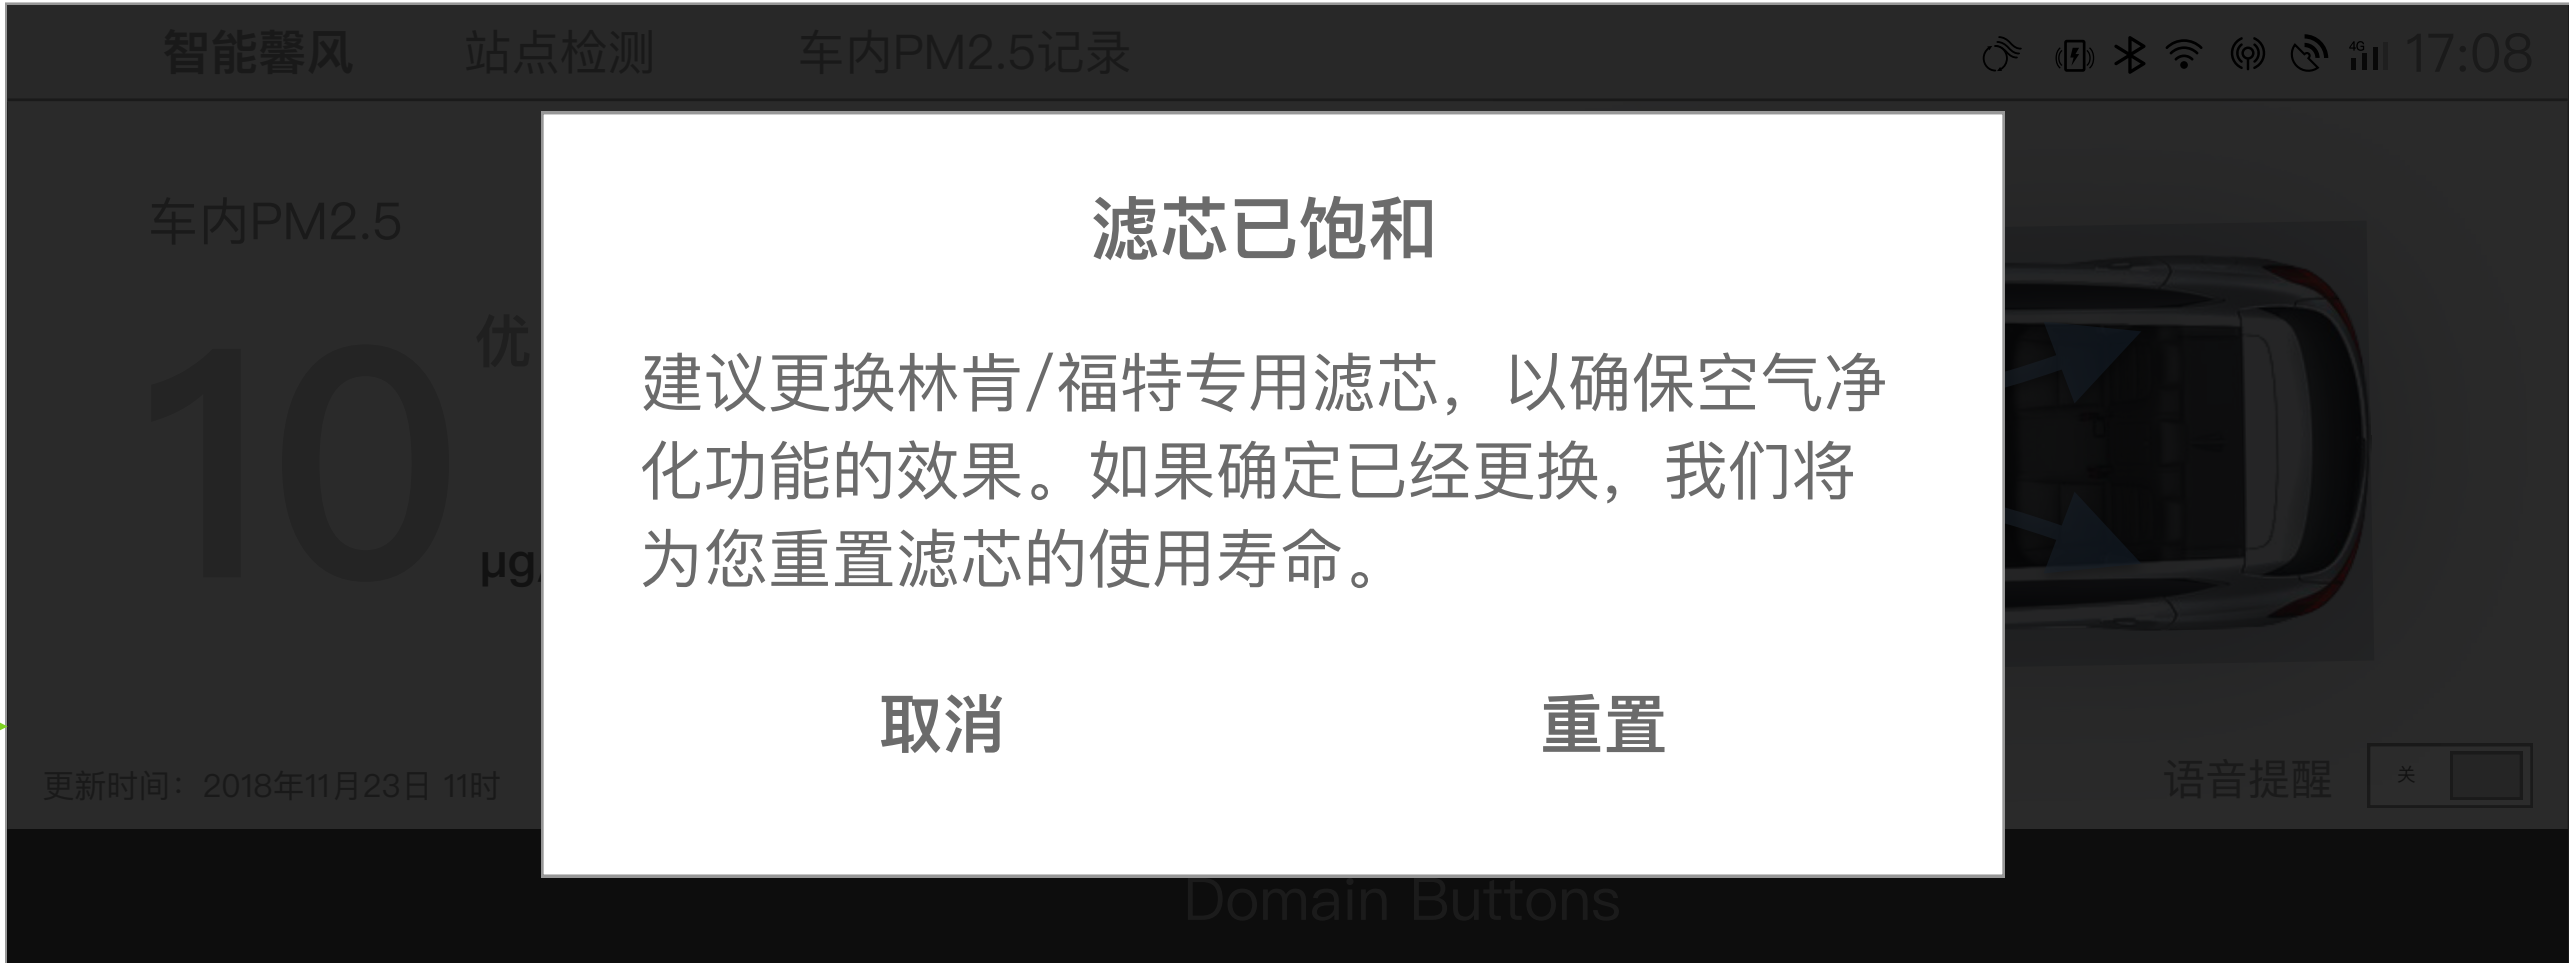 智能馨风 站点检测 车内PM2.5记录 4G 17:08
车内PM2.5
滤芯已饱和
10 优
μg/
建议更换林肯/福特专用滤芯，以确保空气净
化功能的效果。如果确定已经更换，我们将
为您重置滤芯的使用寿命。
取消 重置
更新时间：2018年11月23日 11时 语音提醒 关
Domain Buttons